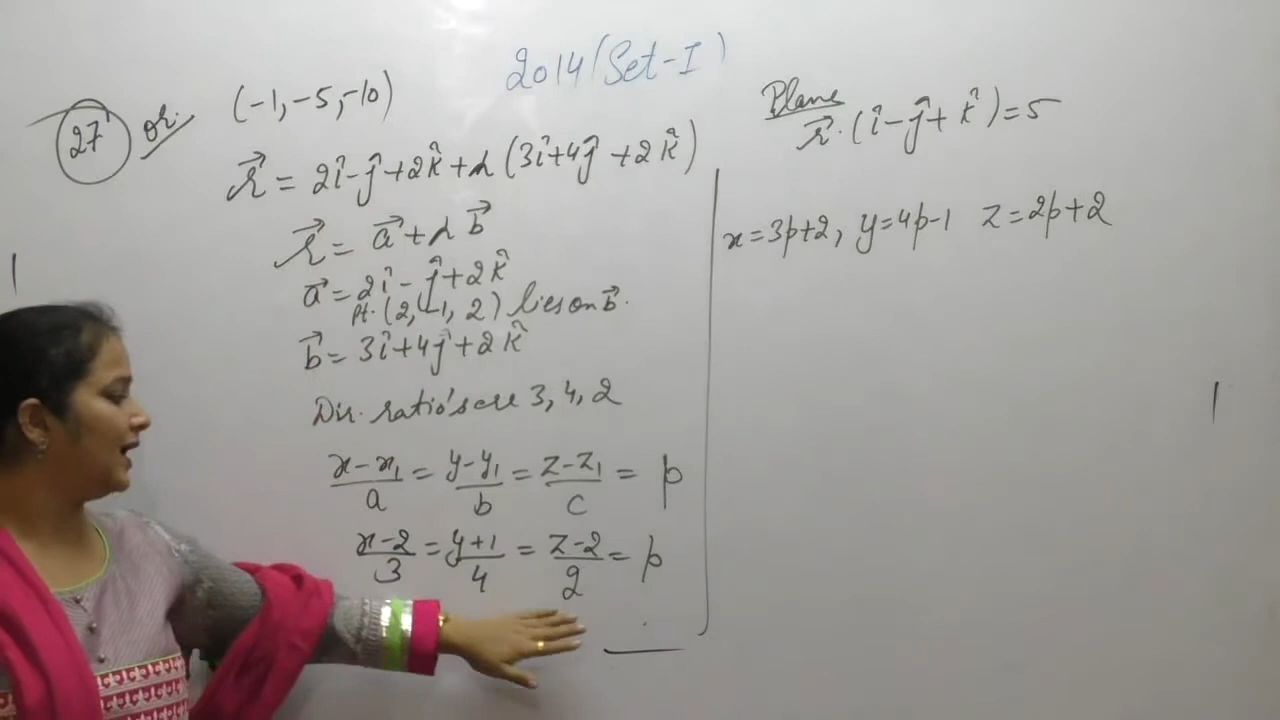 2014 (Set-I)
27 or. (-1, -5, -10)
r⃗ = 2î-ĵ+2k̂+λ(3î+4ĵ+2k̂)
r⃗ = a⃗+λb⃗
a⃗ = 2î-ĵ+2k̂
Pt. (2, -1, 2) lies on b⃗.
b⃗ = 3î+4ĵ+2k̂
Dir. ratio's are 3, 4, 2
(x-x₁)/a = (y-y₁)/b = (z-z₁)/c = p
(x-2)/3 = (y+1)/4 = (z-2)/2 = p
Plane
r⃗.(î-ĵ+k̂)=5
x=3p+2, y=4p-1 z=2p+2